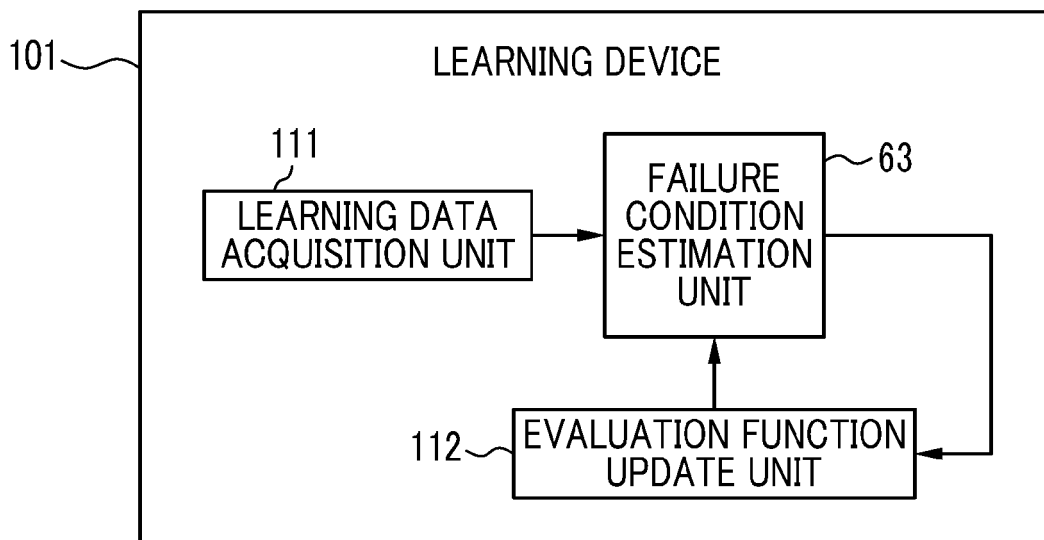 101
LEARNING DEVICE
111
LEARNING DATA
ACQUISITION UNIT
63
FAILURE
CONDITION
ESTIMATION
UNIT
112
EVALUATION FUNCTION
UPDATE UNIT